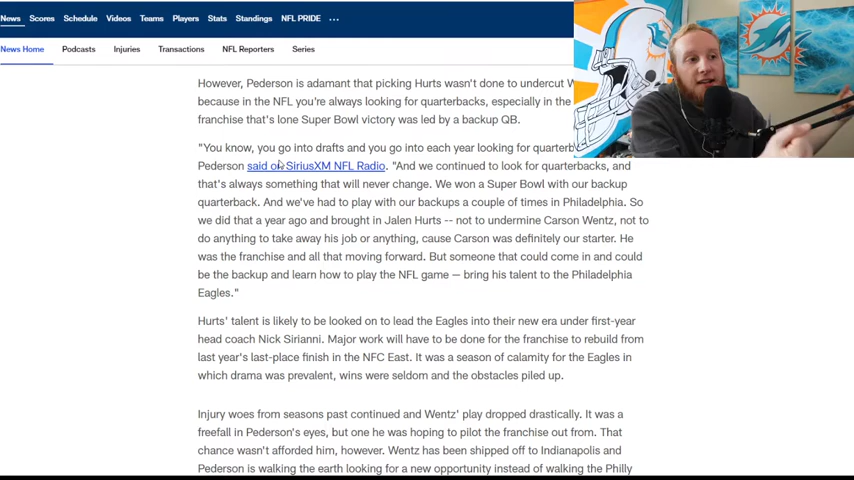 News Scores Schedule Videos Teams Players Stats Standings NFL PRIDE ...
News Home Podcasts Injuries Transactions NFL Reporters Series
However, Pederson is adamant that picking Hurts wasn't done to undercut W
because in the NFL you're always looking for quarterbacks, especially in the
franchise that's lone Super Bowl victory was led by a backup QB.
"You know, you go into drafts and you go into each year looking for quarterb
Pederson said on SiriusXM NFL Radio. "And we continued to look for quarterbacks, and
that's always something that will never change. We won a Super Bowl with our backup
quarterback. And we've had to play with our backups a couple of times in Philadelphia. So
we did that a year ago and brought in Jalen Hurts -- not to undermine Carson Wentz, not to
do anything to take away his job or anything, cause Carson was definitely our starter. He
was the franchise and all that moving forward. But someone that could come in and could
be the backup and learn how to play the NFL game — bring his talent to the Philadelphia
Eagles."
Hurts' talent is likely to be looked on to lead the Eagles into their new era under first-year
head coach Nick Sirianni. Major work will have to be done for the franchise to rebuild from
last year's last-place finish in the NFC East. It was a season of calamity for the Eagles in
which drama was prevalent, wins were seldom and the obstacles piled up.
Injury woes from seasons past continued and Wentz' play dropped drastically. It was a
freefall in Pederson's eyes, but one he was hoping to pilot the franchise out from. That
chance wasn't afforded him, however. Wentz has been shipped off to Indianapolis and
Pederson is walking the earth looking for a new opportunity instead of walking the Philly